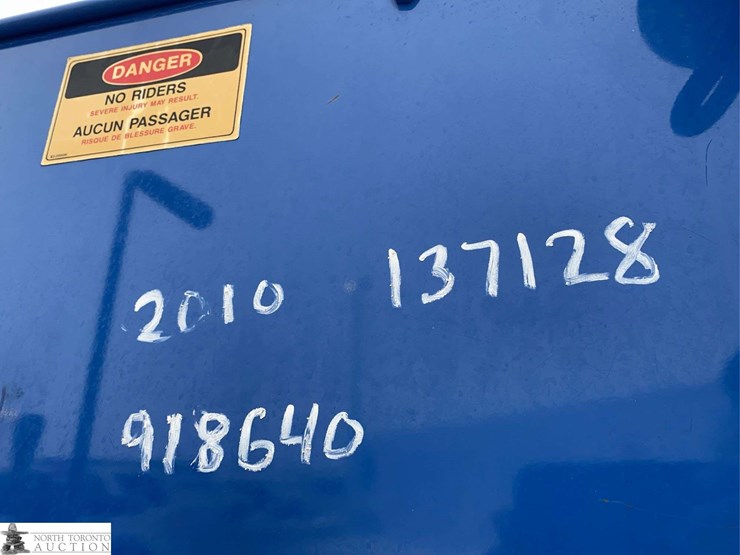 DANGER
NO RIDERS
SEVERE INJURY MAY RESULT.
AUCUN PASSAGER
RISQUE DE BLESSURE GRAVE.
2010 137128
918640
NORTH TORONTO
AUCTION